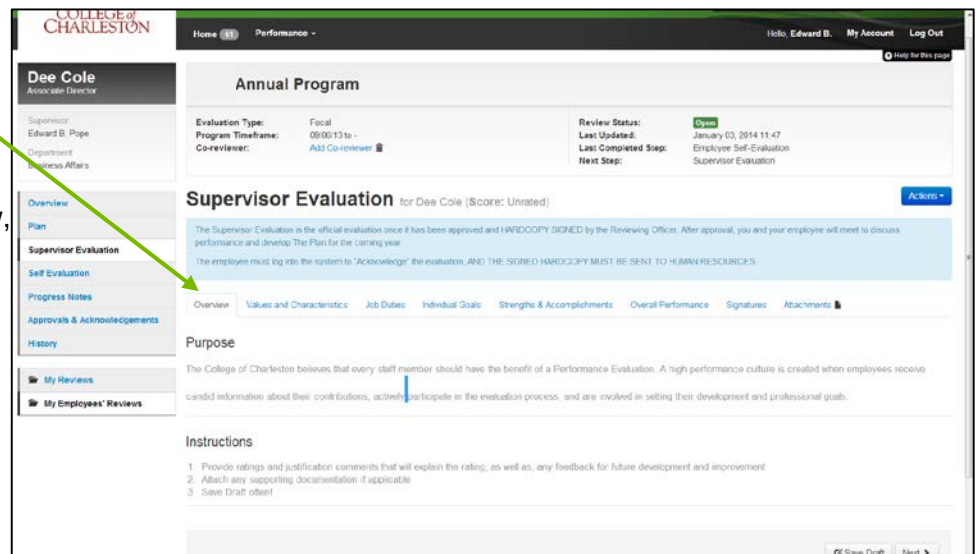 COLLEGE of
CHARLESTON
Home 61 Performance
Hello, Edward B. My Account Log Out
Help for this page
Dee Cole
Associate Director
Supervisor
Edward B. Pope
Department
Business Affairs
Overview
Plan
Supervisor Evaluation
Self Evaluation
Progress Notes
Approvals & Acknowledgements
History
My Reviews
My Employees' Reviews
Annual Program
Evaluation Type: Focal
Program Timeframe: 09/06/13 to -
Co-reviewer: Add Co-reviewer
Review Status: Open
Last Updated: January 03, 2014 11:47
Last Completed Step: Employee Self-Evaluation
Next Step: Supervisor Evaluation
Supervisor Evaluation for Dee Cole (Score: Unrated)
Actions
The Supervisor Evaluation is the official evaluation once it has been approved and HARDCOPY SIGNED by the Reviewing Officer. After approval, you and your employee will meet to discuss
performance and develop The Plan for the coming year.
The employee must log into the system to "Acknowledge" the evaluation, AND THE SIGNED HARDCOPY MUST BE SENT TO HUMAN RESOURCES.
Overview Values and Characteristics Job Duties Individual Goals Strengths & Accomplishments Overall Performance Signatures Attachments
Purpose
The College of Charleston believes that every staff member should have the benefit of a Performance Evaluation. A high performance culture is created when employees receive
candid information about their contributions, actively participate in the evaluation process, and are involved in setting their development and professional goals.
Instructions
1. Provide ratings and justification comments that will explain the rating, as well as, any feedback for future development and improvement
2. Attach any supporting documentation if applicable
3. Save Draft often!
Save Draft Next